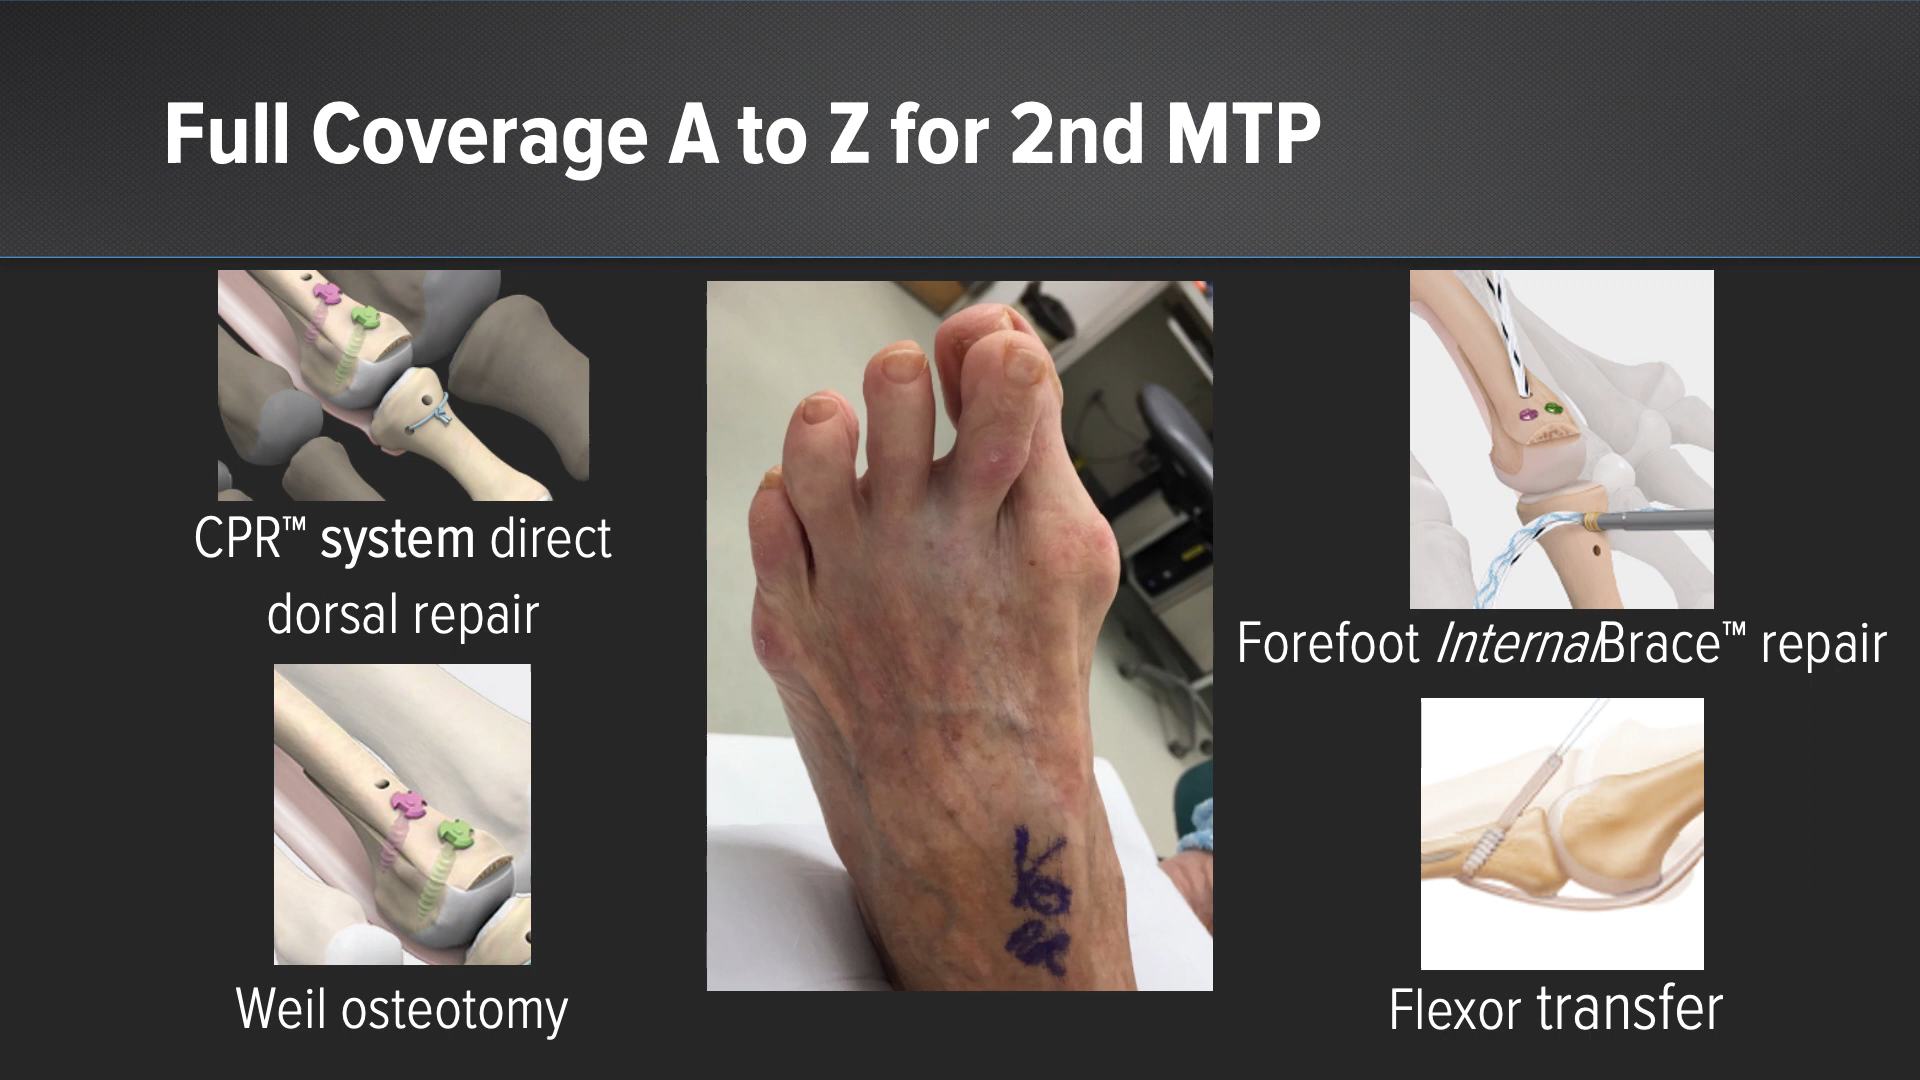 Full Coverage A to Z for 2nd MTP
CPR™ system direct
dorsal repair
Weil osteotomy
Forefoot InternalBrace™ repair
Flexor transfer